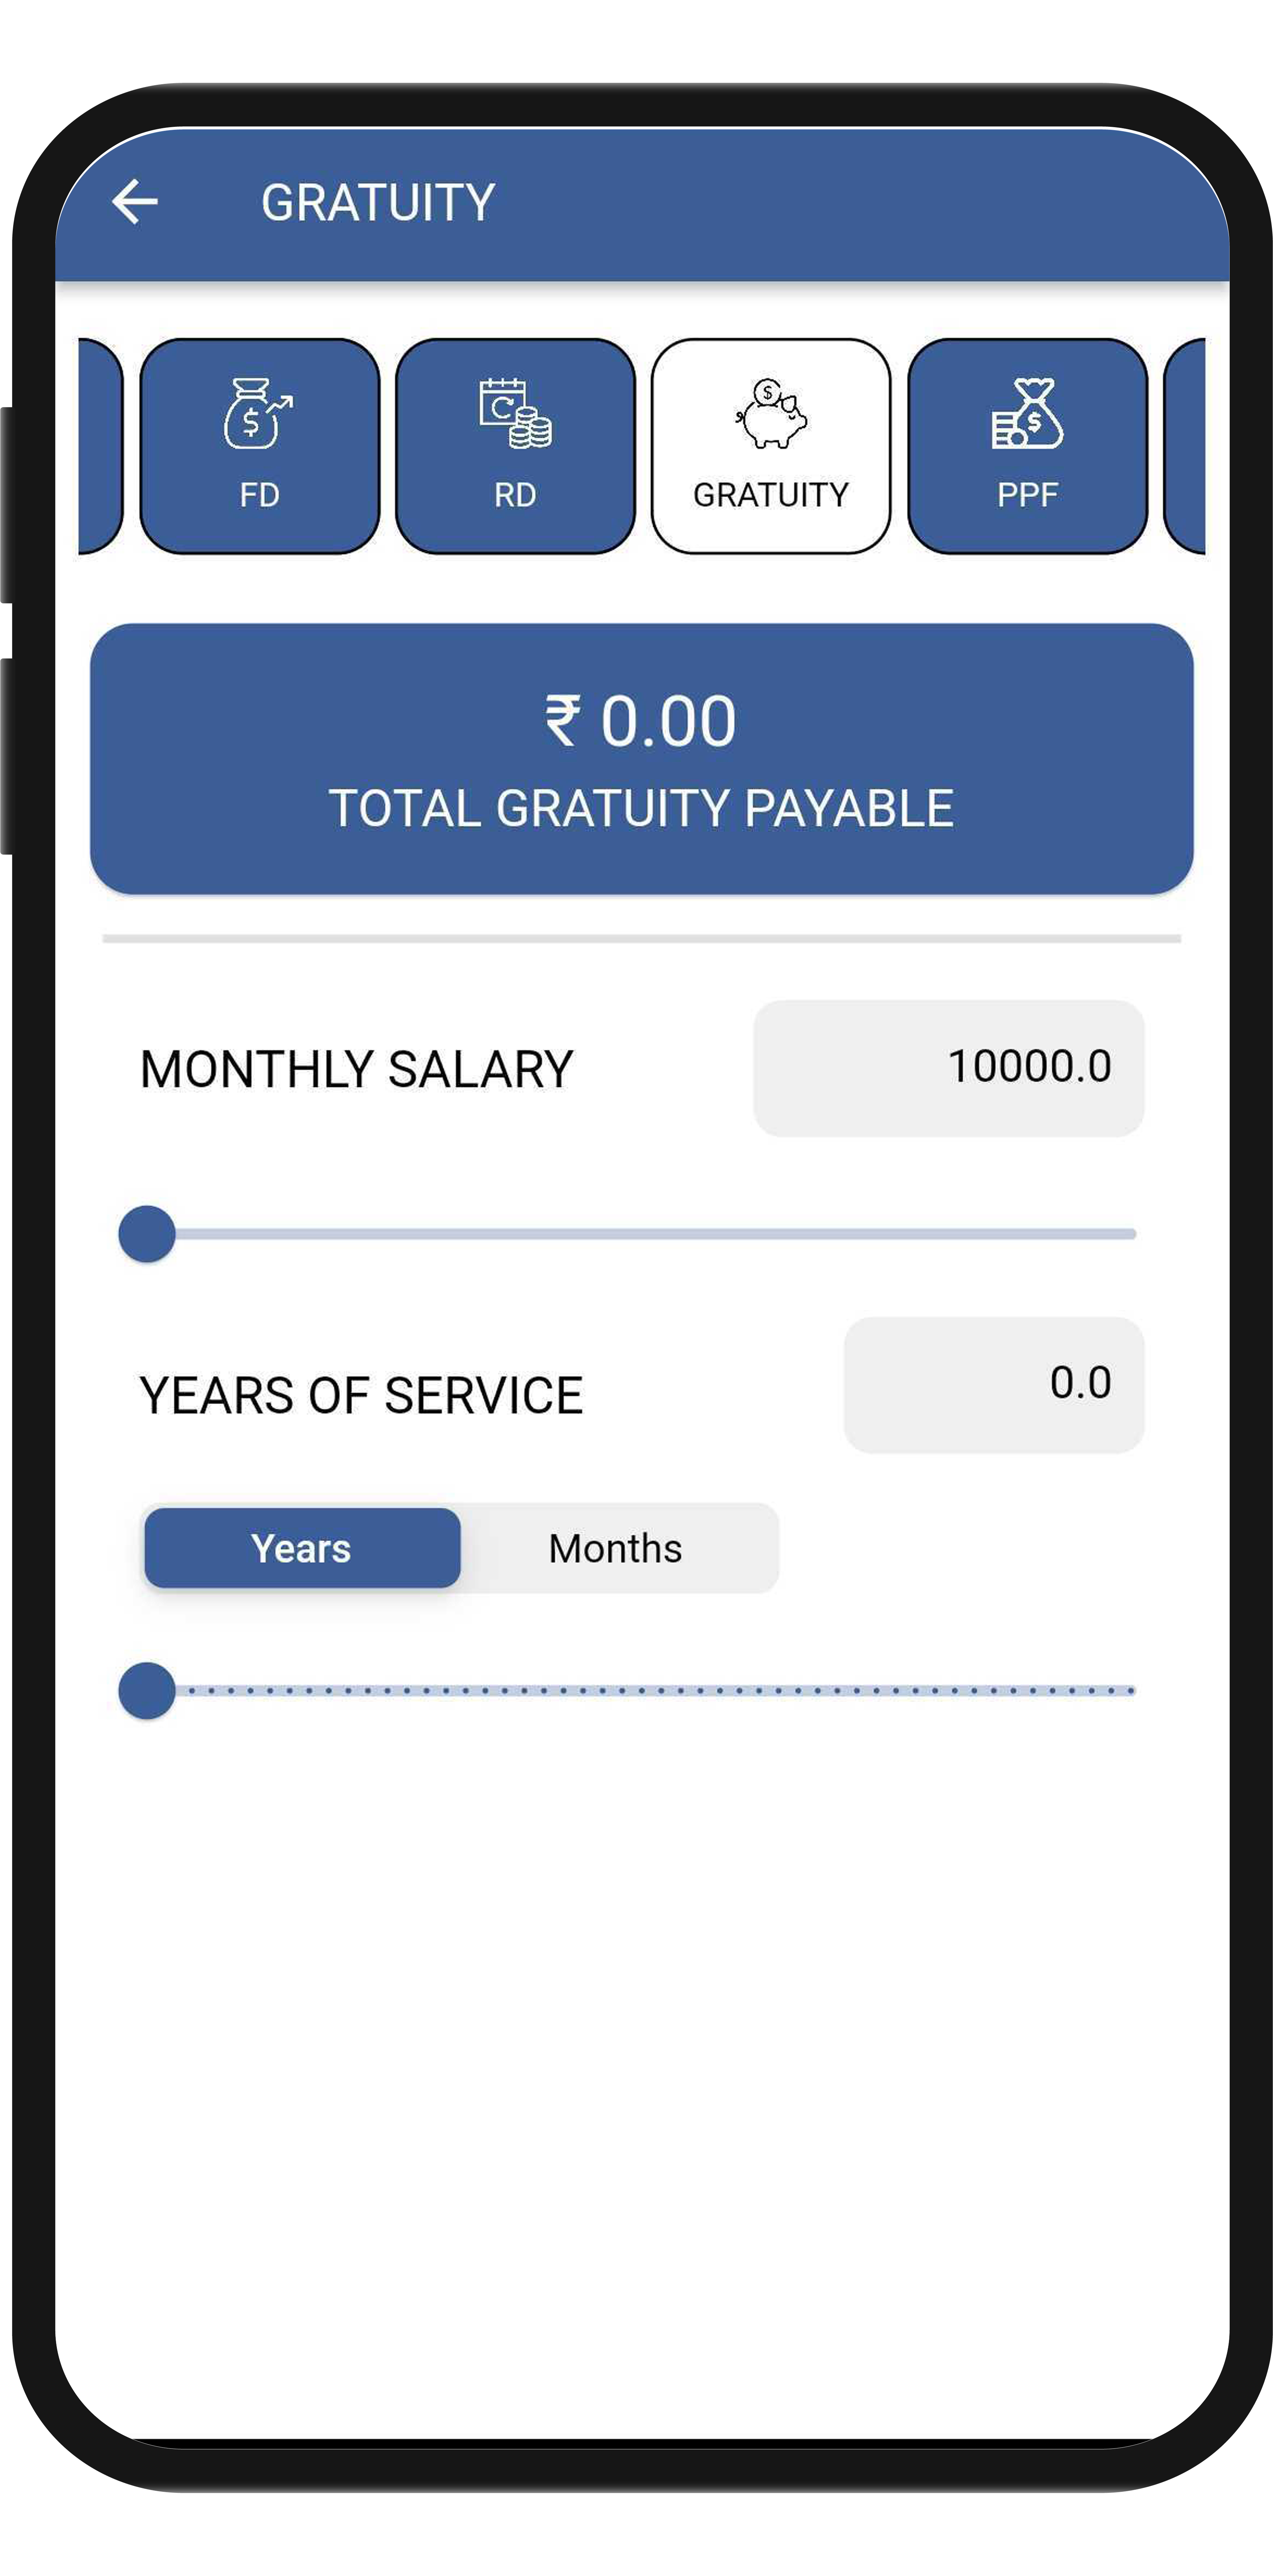 GRATUITY
FD
RD
GRATUITY
PPF
₹ 0.00
TOTAL GRATUITY PAYABLE
MONTHLY SALARY
10000.0
YEARS OF SERVICE
0.0
Years
Months